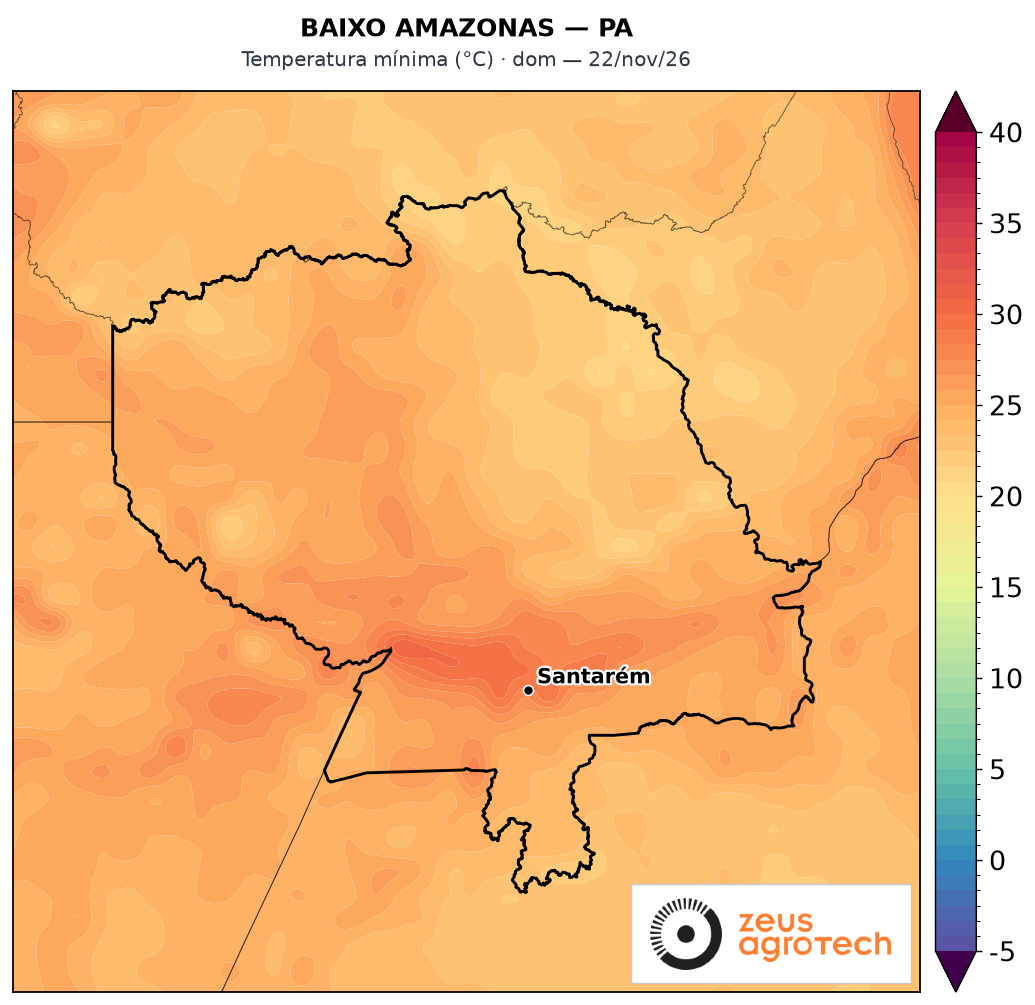 BAIXO AMAZONAS — PA
Temperatura mínima (°C) · dom — 22/nov/26
40
35
30
25
20
15
10
5
0
-5
Santarém
zeus
agrotech